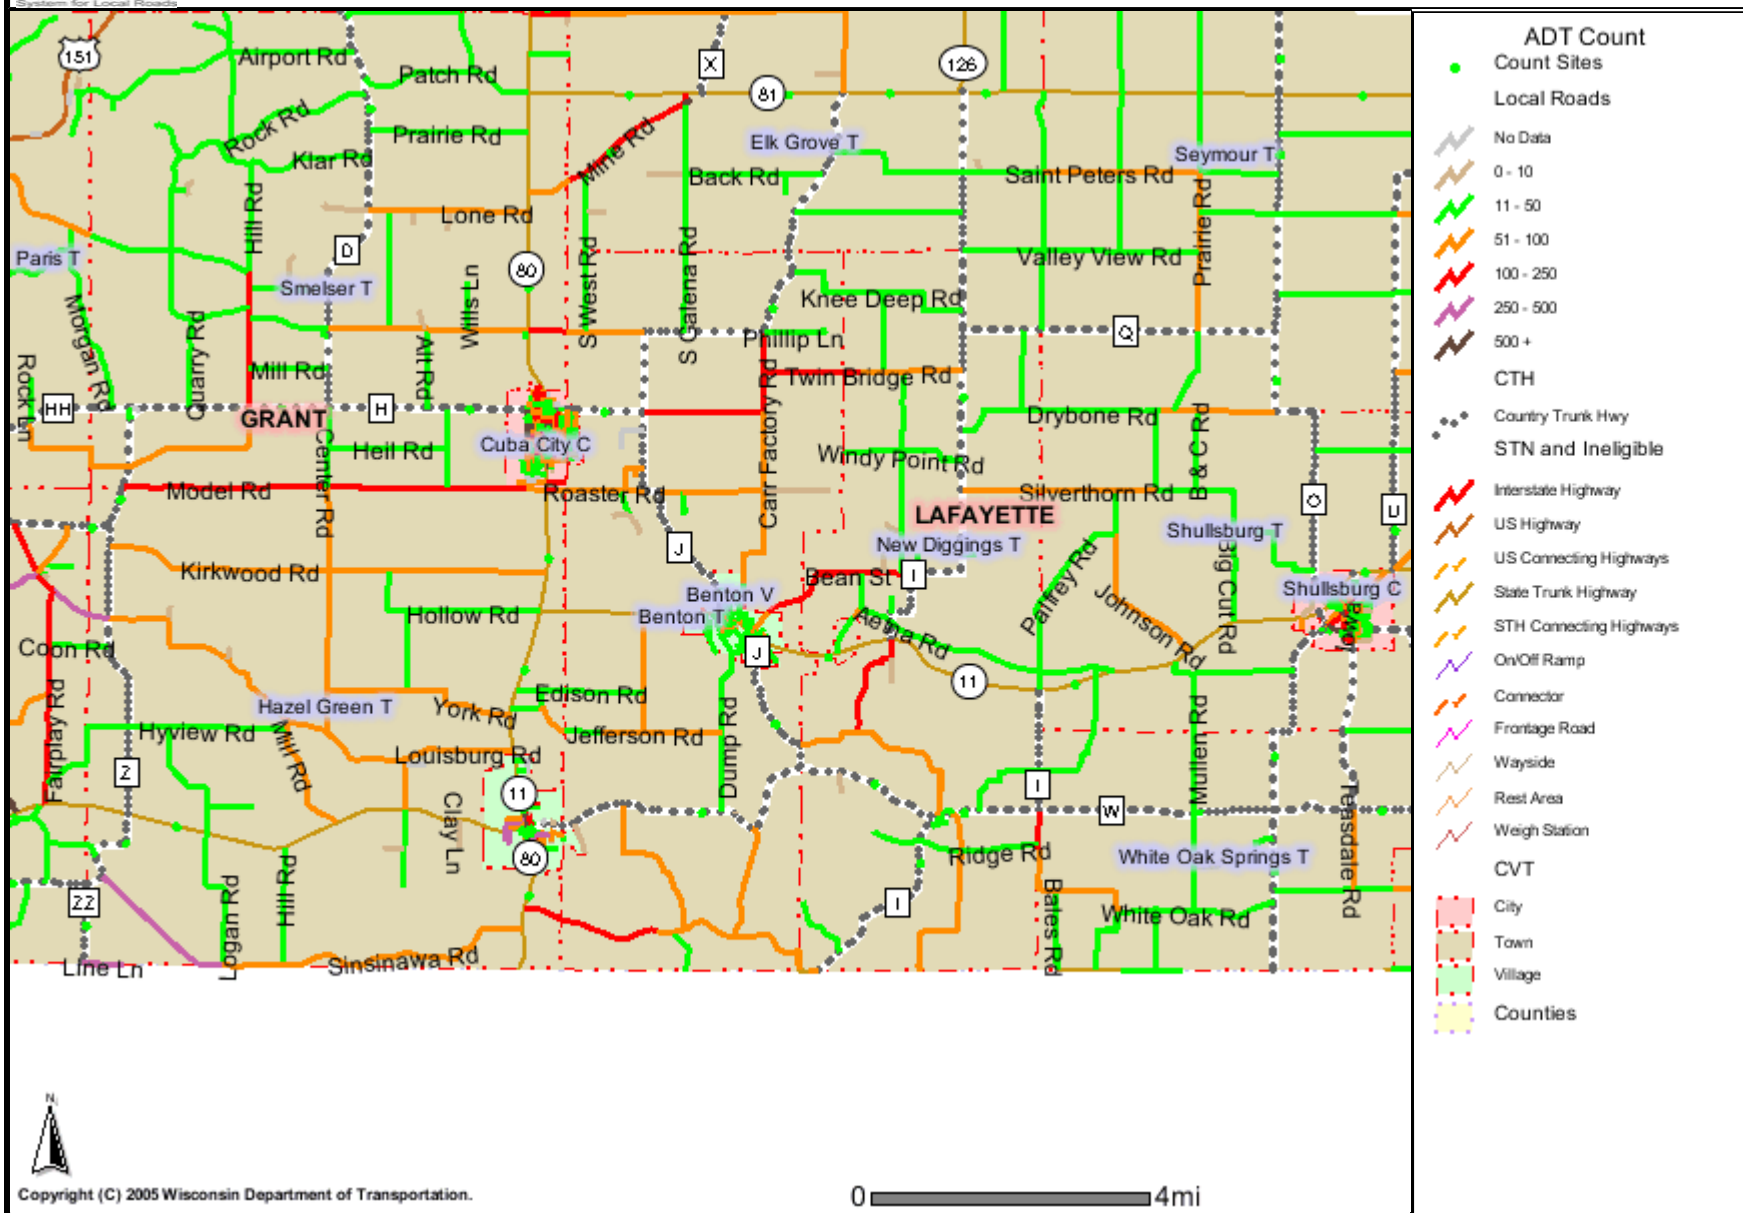 System for Local Roads
151
Airport Rd
Patch Rd
X
126
81
Rock Rd
Prairie Rd
Mine Rd
Elk Grove T
Seymour T
Klar Rd
Back Rd
Saint Peters Rd
Hill Rd
Lone Rd
Prairie Rd
D
Paris T
80
S West Rd
S Galena Rd
Valley View Rd
Smelser T
Wills Ln
Knee Deep Rd
Morgan Rd
Quarry Rd
Phillip Ln
Q
Rock Ln
Mill Rd
Alt Rd
Carr Factory Rd
Twin Bridge Rd
HH
GRANT
H
Drybone Rd
B & C Rd
Center Rd
Heil Rd
Cuba City C
Windy Point Rd
Model Rd
Roaster Rd
Silverthorn Rd
O
U
LAFAYETTE
Shullsburg T
J
New Diggings T
Kirkwood Rd
Bean St
I
Palfrey Rd
Big Cut Rd
Benton V
Shullsburg C
Hollow Rd
Benton T
Aetna Rd
Johnson Rd
Iowa
Coon Rd
J
11
Fairplay Rd
Edison Rd
Hazel Green T
York Rd
Hyview Rd
Mill Rd
Jefferson Rd
Dump Rd
Mullen Rd
Louisburg Rd
Z
11
Clay Ln
I
W
Teasdale Rd
80
Ridge Rd
White Oak Springs T
ZZ
Logan Rd
Hill Rd
I
Bales Rd
White Oak Rd
Line Ln
Sinsinawa Rd
N
Copyright (C) 2005 Wisconsin Department of Transportation.
0 4mi
ADT Count
Count Sites
Local Roads
No Data
0 - 10
11 - 50
51 - 100
100 - 250
250 - 500
500 +
CTH
Country Trunk Hwy
STN and Ineligible
Interstate Highway
US Highway
US Connecting Highways
State Trunk Highway
STH Connecting Highways
On/Off Ramp
Connector
Frontage Road
Wayside
Rest Area
Weigh Station
CVT
City
Town
Village
Counties